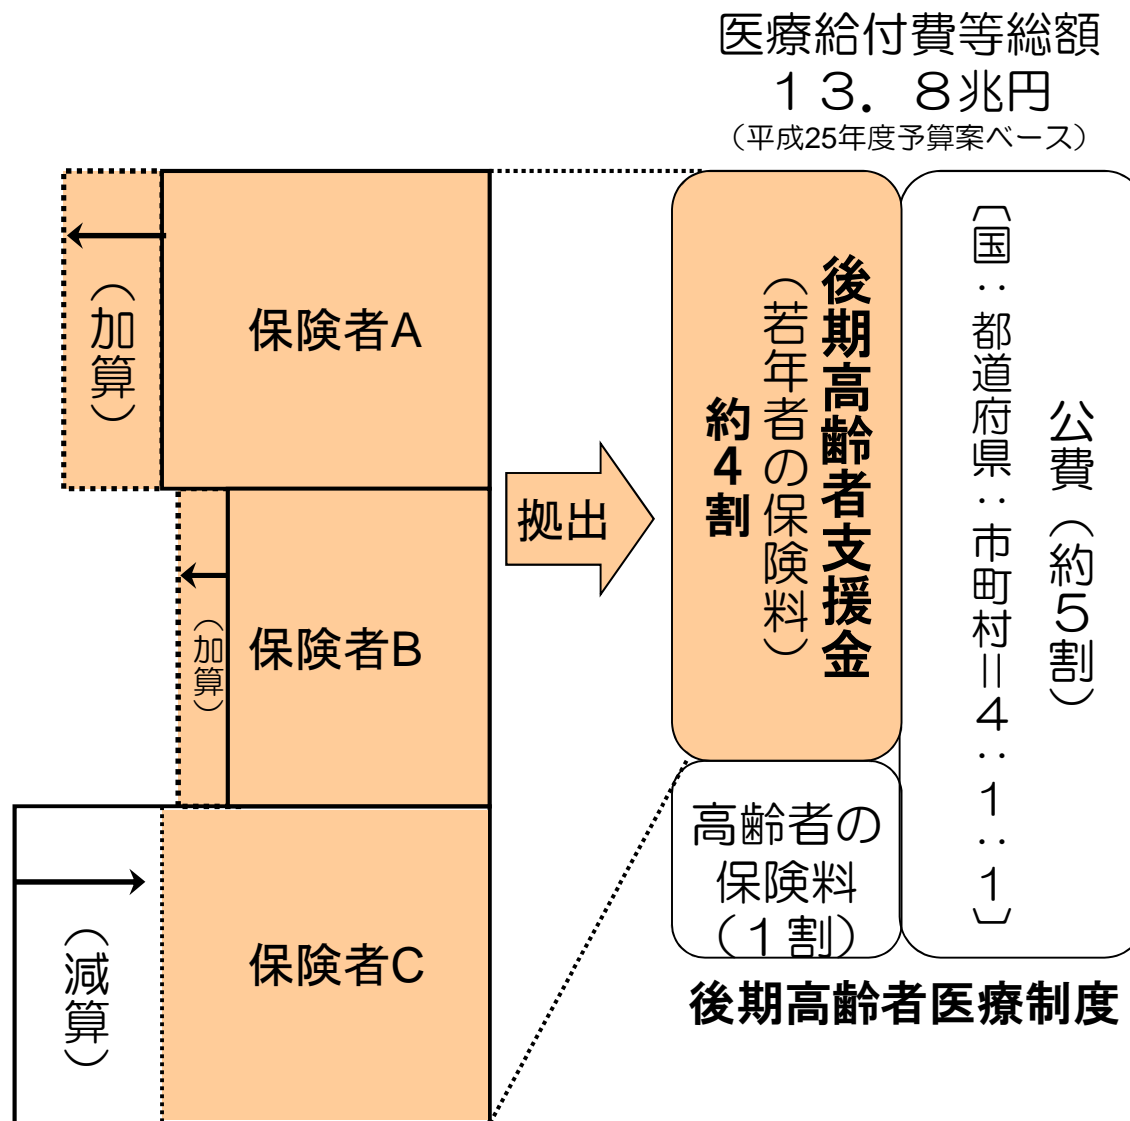 医療給付費等総額
１３．８兆円
（平成25年度予算案ベース）
（加算）
保険者A
（加算）
保険者B
（減算）
保険者C
拠出
後期高齢者支援金
（若年者の保険料）
約４割
高齢者の
保険料
（１割）
公費（約５割）
〔国：都道府県：市町村＝４：１：１〕
後期高齢者医療制度